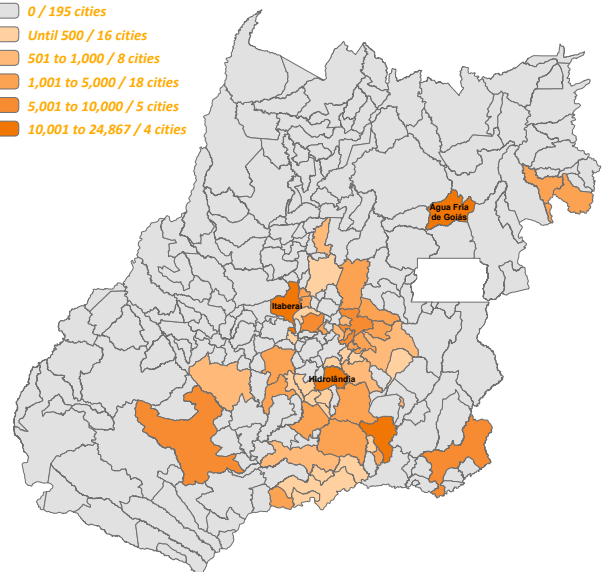 0 / 195 cities
Until 500 / 16 cities
501 to 1,000 / 8 cities
1,001 to 5,000 / 18 cities
5,001 to 10,000 / 5 cities
10,001 to 24,867 / 4 cities
Água Fria
de Goiás
Itaberaí
Hidrolândia